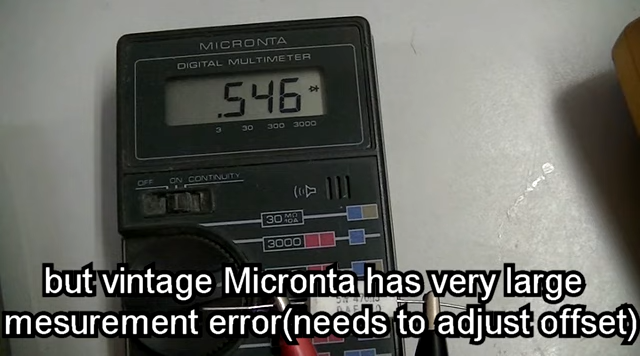 MICRONTA
DIGITAL MULTIMETER
.546
3 30 300 3000
OFF ON CONTINUITY
30 MΩ
3000
but vintage Micronta has very large
mesurement error(needs to adjust offset)